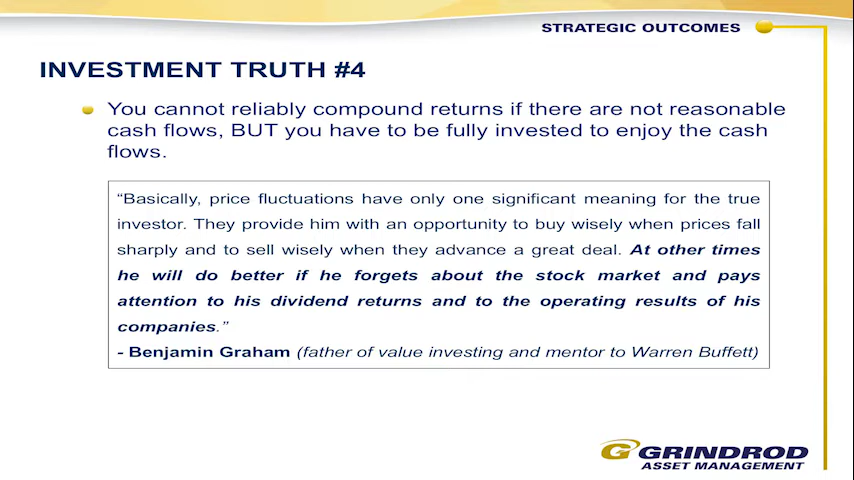 STRATEGIC OUTCOMES
INVESTMENT TRUTH #4
You cannot reliably compound returns if there are not reasonable
cash flows, BUT you have to be fully invested to enjoy the cash
flows.
“Basically, price fluctuations have only one significant meaning for the true
investor. They provide him with an opportunity to buy wisely when prices fall
sharply and to sell wisely when they advance a great deal. At other times
he will do better if he forgets about the stock market and pays
attention to his dividend returns and to the operating results of his
companies.”
- Benjamin Graham (father of value investing and mentor to Warren Buffett)
GRINDROD
ASSET MANAGEMENT